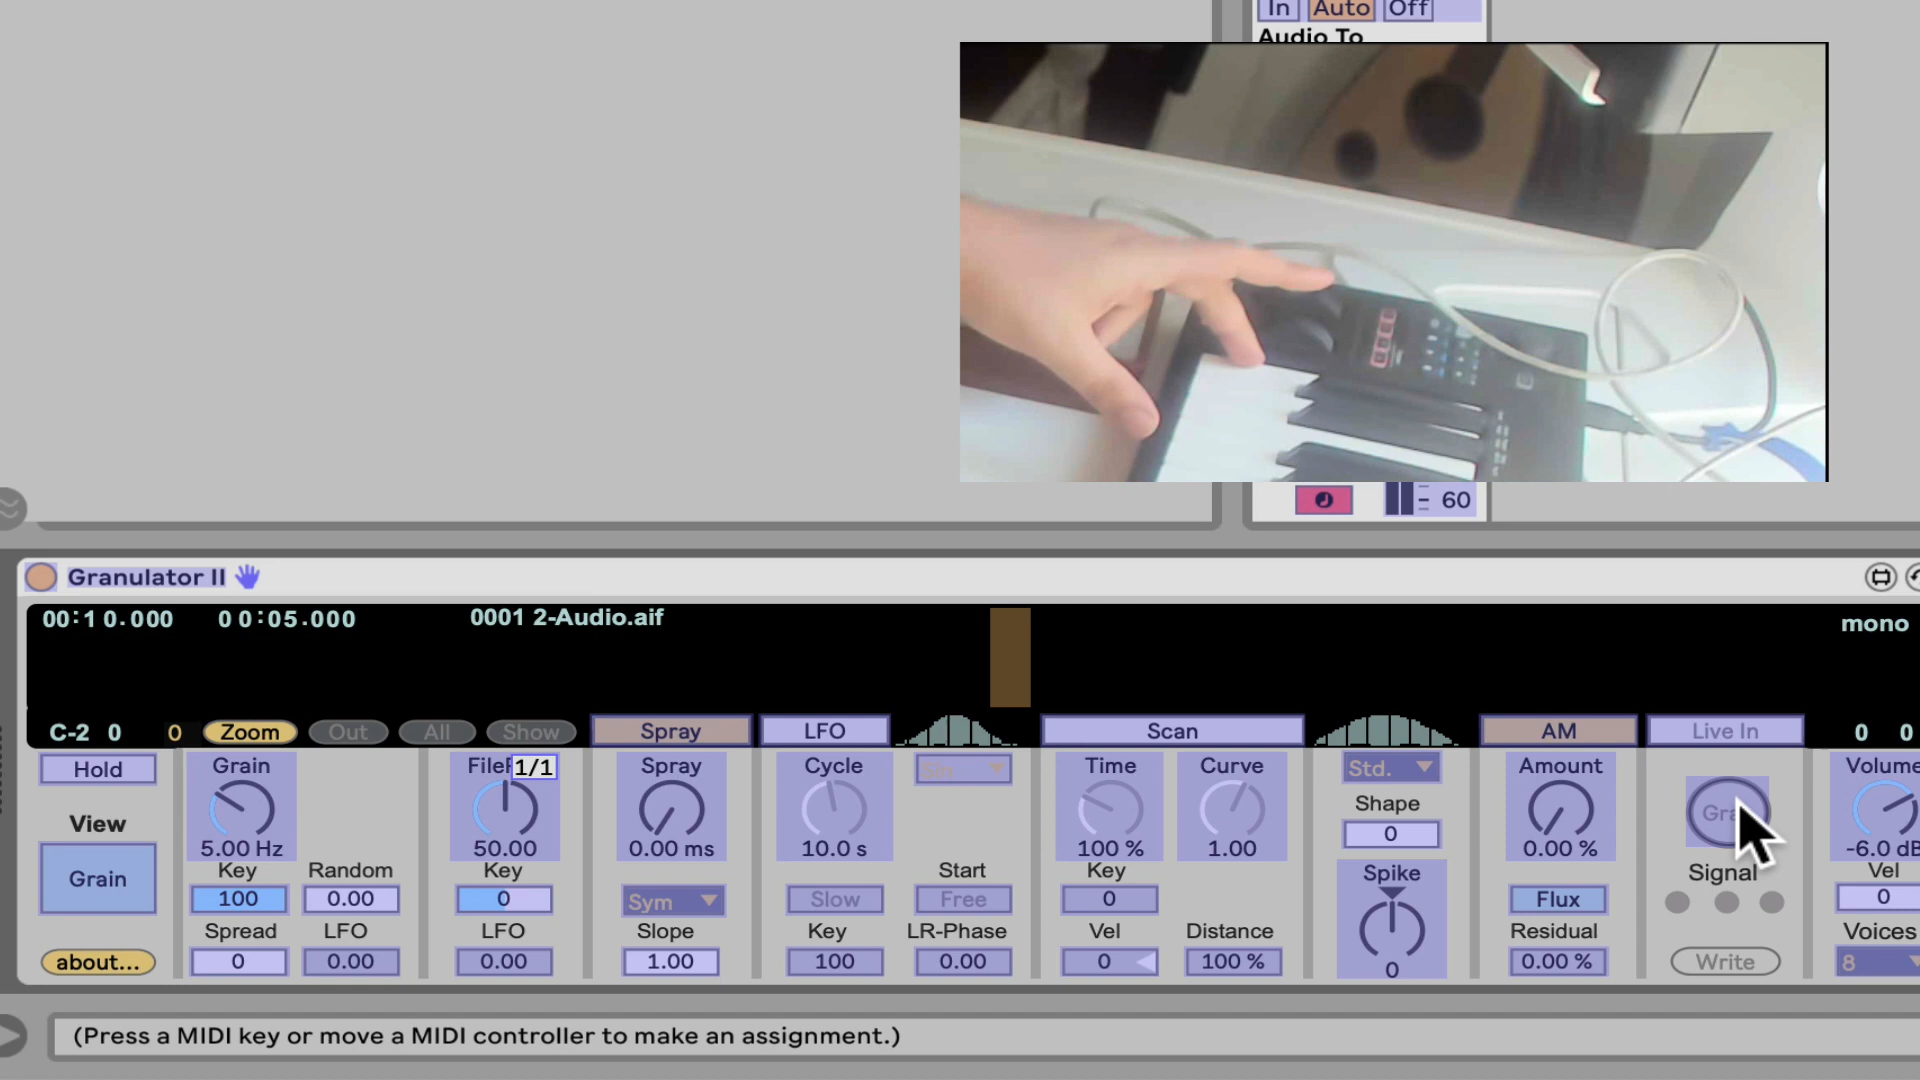 In Auto Off
Audio To
60
Granulator II
00:10.000 00:05.000 0001 2-Audio.aif mono
C-2 0 0 Zoom Out All Show Spray LFO Scan AM Live In 0 0
Hold Grain 1/1 Spray Cycle Time Curve Std. Amount Volume
Shape
View
5.00 Hz 50.00 0.00 ms 10.0 s 100 % 1.00 0 0.00 % -6.0 dB
Key Random Key Start Key Spike Signal Vel
Grain 100 0.00 0 Sym Slow Free 0 Flux 0
Spread LFO LFO Slope Key LR-Phase Vel Distance Residual Voices
about... 0 0.00 0.00 1.00 100 0.00 0 100 % 0 0.00 % Write 8
(Press a MIDI key or move a MIDI controller to make an assignment.)